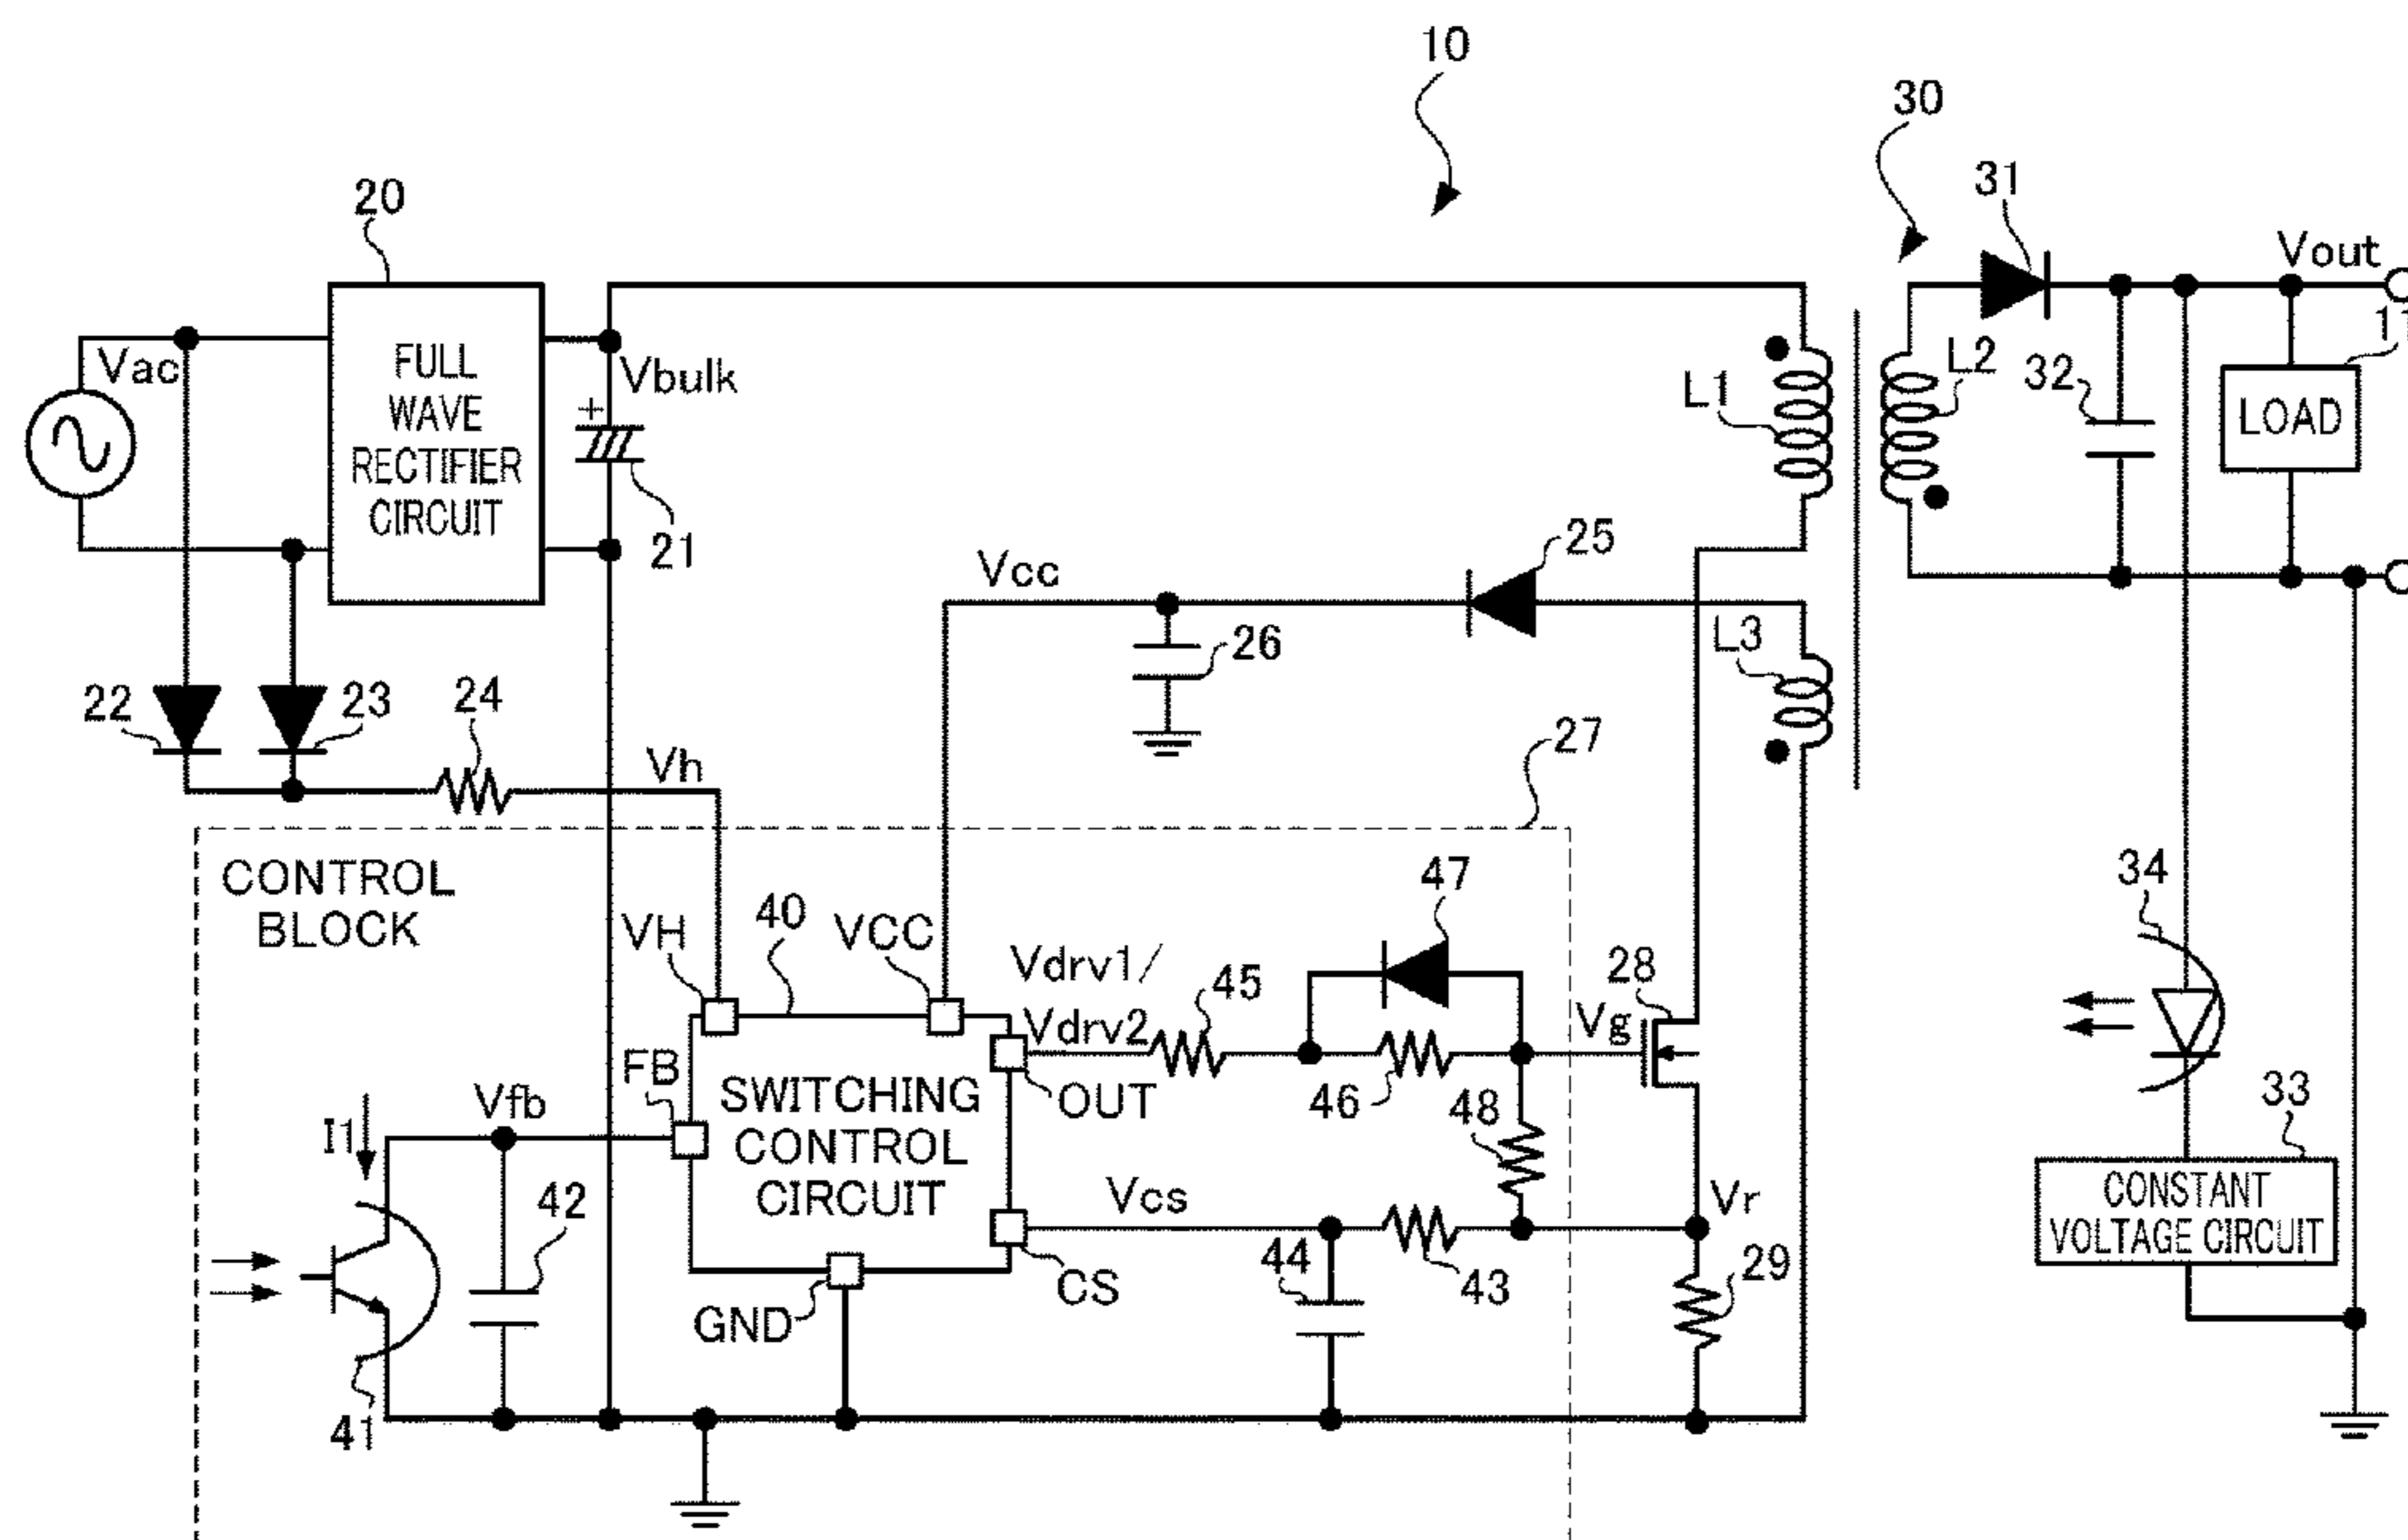 10
30
31
20
Vout
11
Vac
FULL
WAVE
RECTIFIER
CIRCUIT
Vbulk
+
L1
L2
32
LOAD
21
25
Vcc
26
L3
22
23
24
27
Vh
CONTROL
BLOCK
47
34
VH
40
VCC
Vdrv1/
Vdrv2
45
28
Vg
FB
SWITCHING
CONTROL
CIRCUIT
OUT
46
48
33
I1
Vfb
CONSTANT
VOLTAGE CIRCUIT
42
Vcs
Vr
44
43
29
CS
GND
41